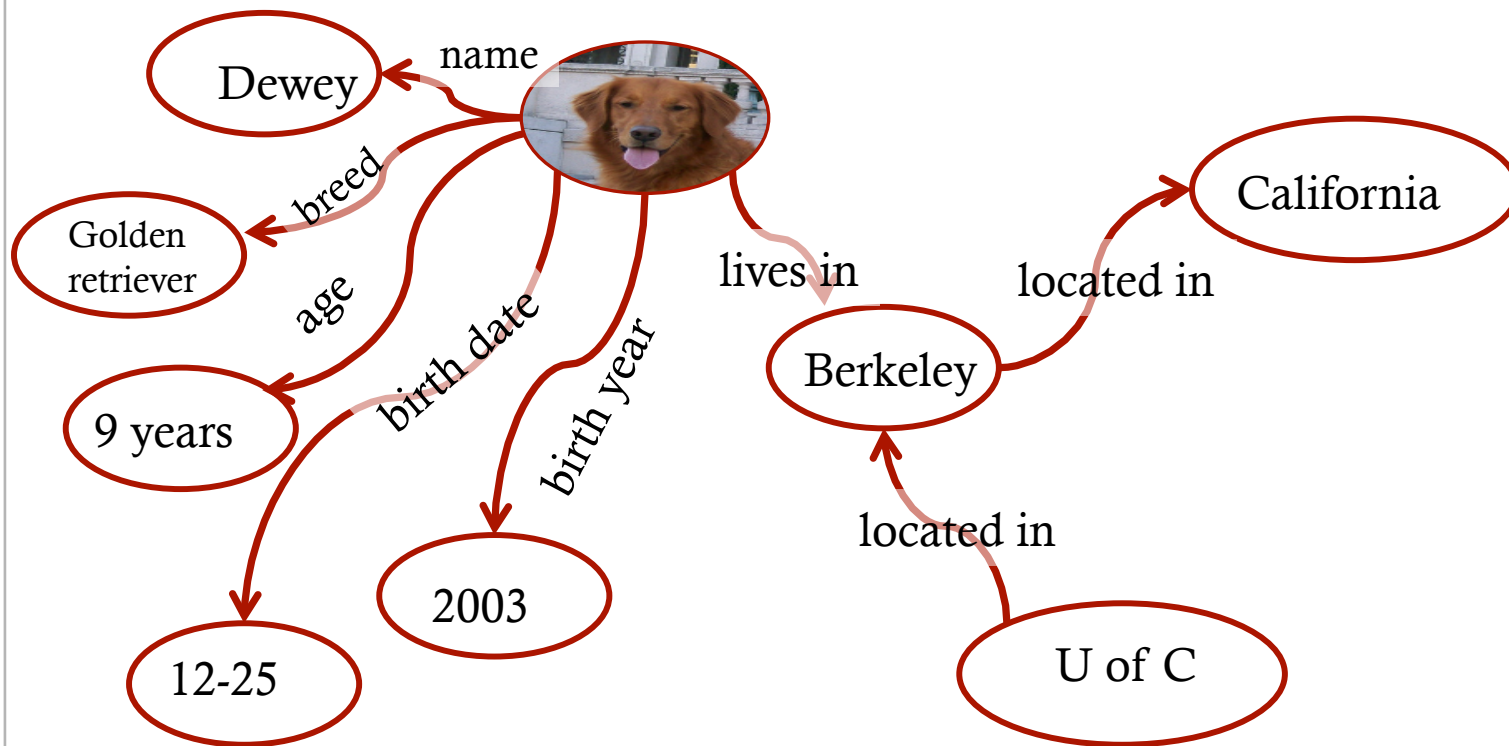 name
Dewey
breed
Golden
retriever
age
9 years
birth date
12-25
birth year
2003
lives in
Berkeley
located in
California
located in
U of C